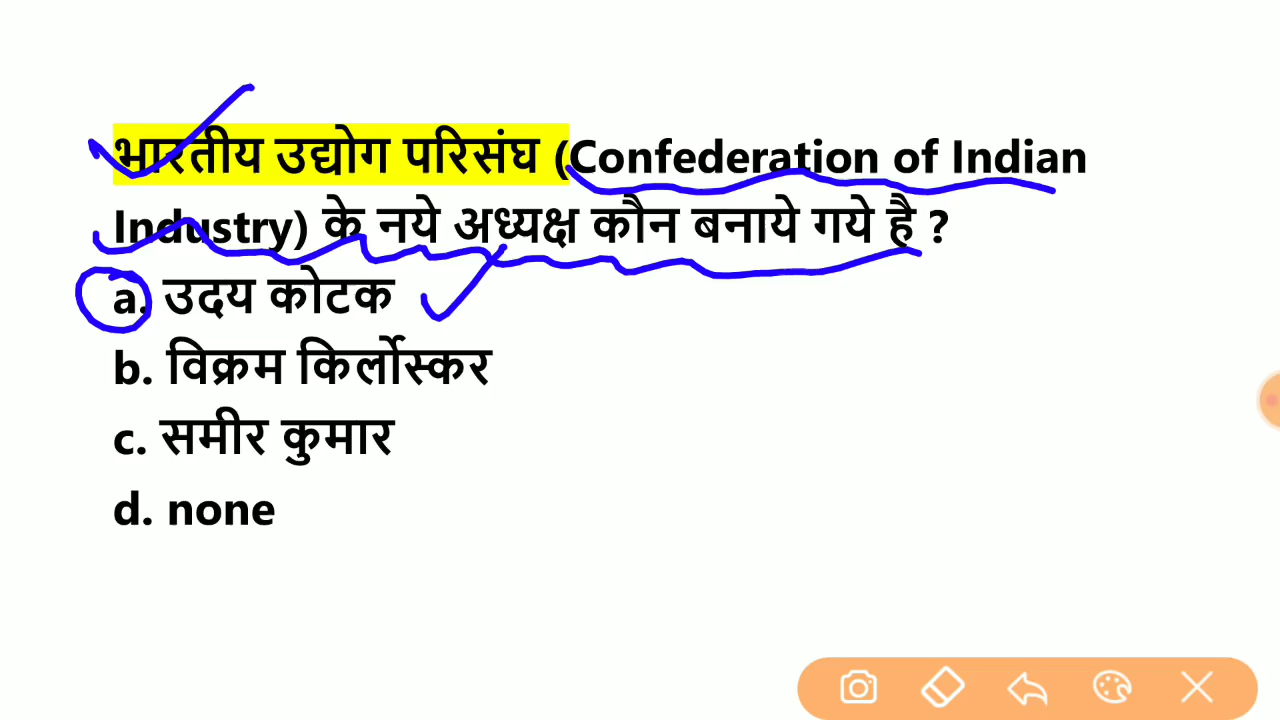 भारतीय उद्योग परिसंघ (Confederation of Indian
Industry) के नये अध्यक्ष कौन बनाये गये है ?
a. उदय कोटक
b. विक्रम किर्लोस्कर
c. समीर कुमार
d. none